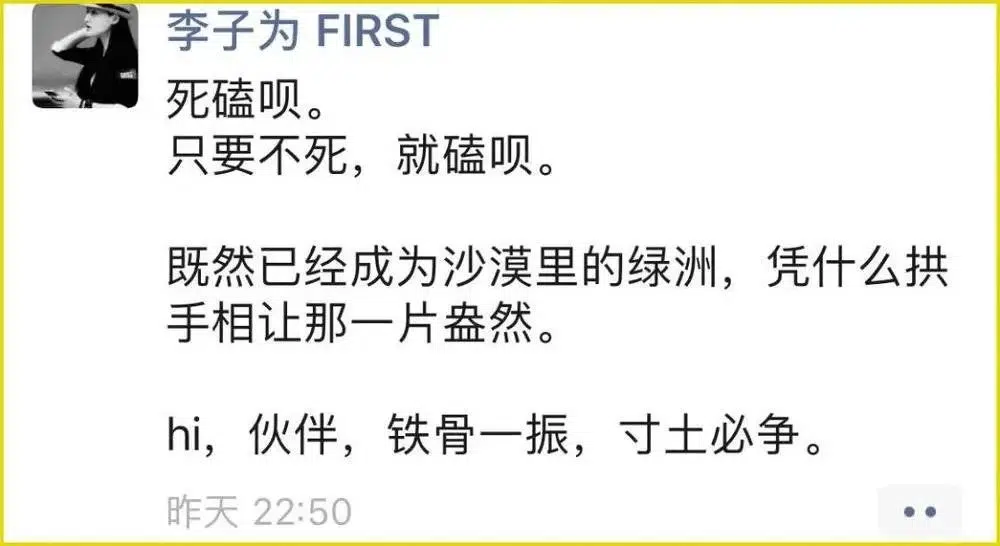 李子为 FIRST
死磕呗。
只要不死，就磕呗。
既然已经成为沙漠里的绿洲，凭什么拱
手相让那一片盎然。
hi，伙伴，铁骨一振，寸土必争。
昨天 22:50